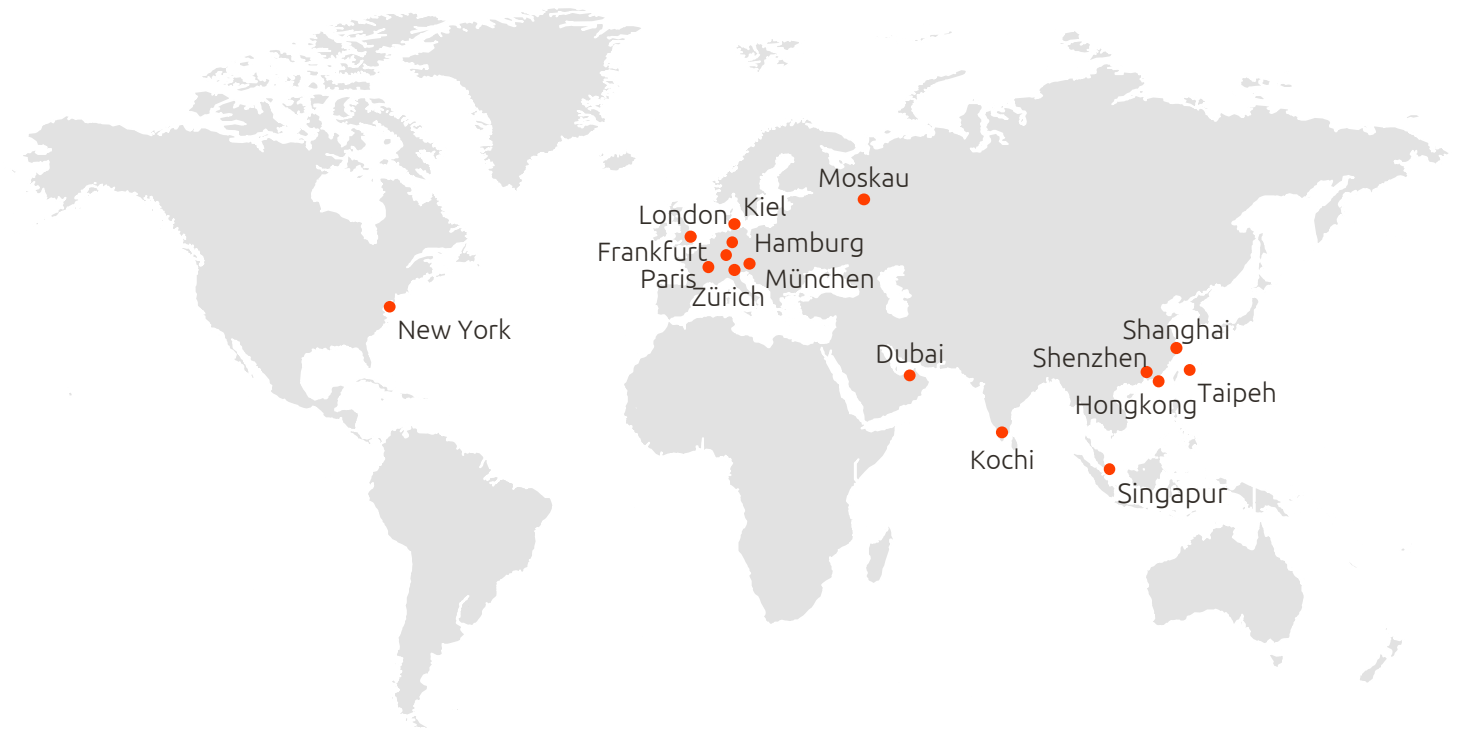 Moskau
Kiel
London
Hamburg
Frankfurt
Paris
München
Zürich
New York
Shanghai
Dubai
Shenzhen
Taipeh
Hongkong
Kochi
Singapur